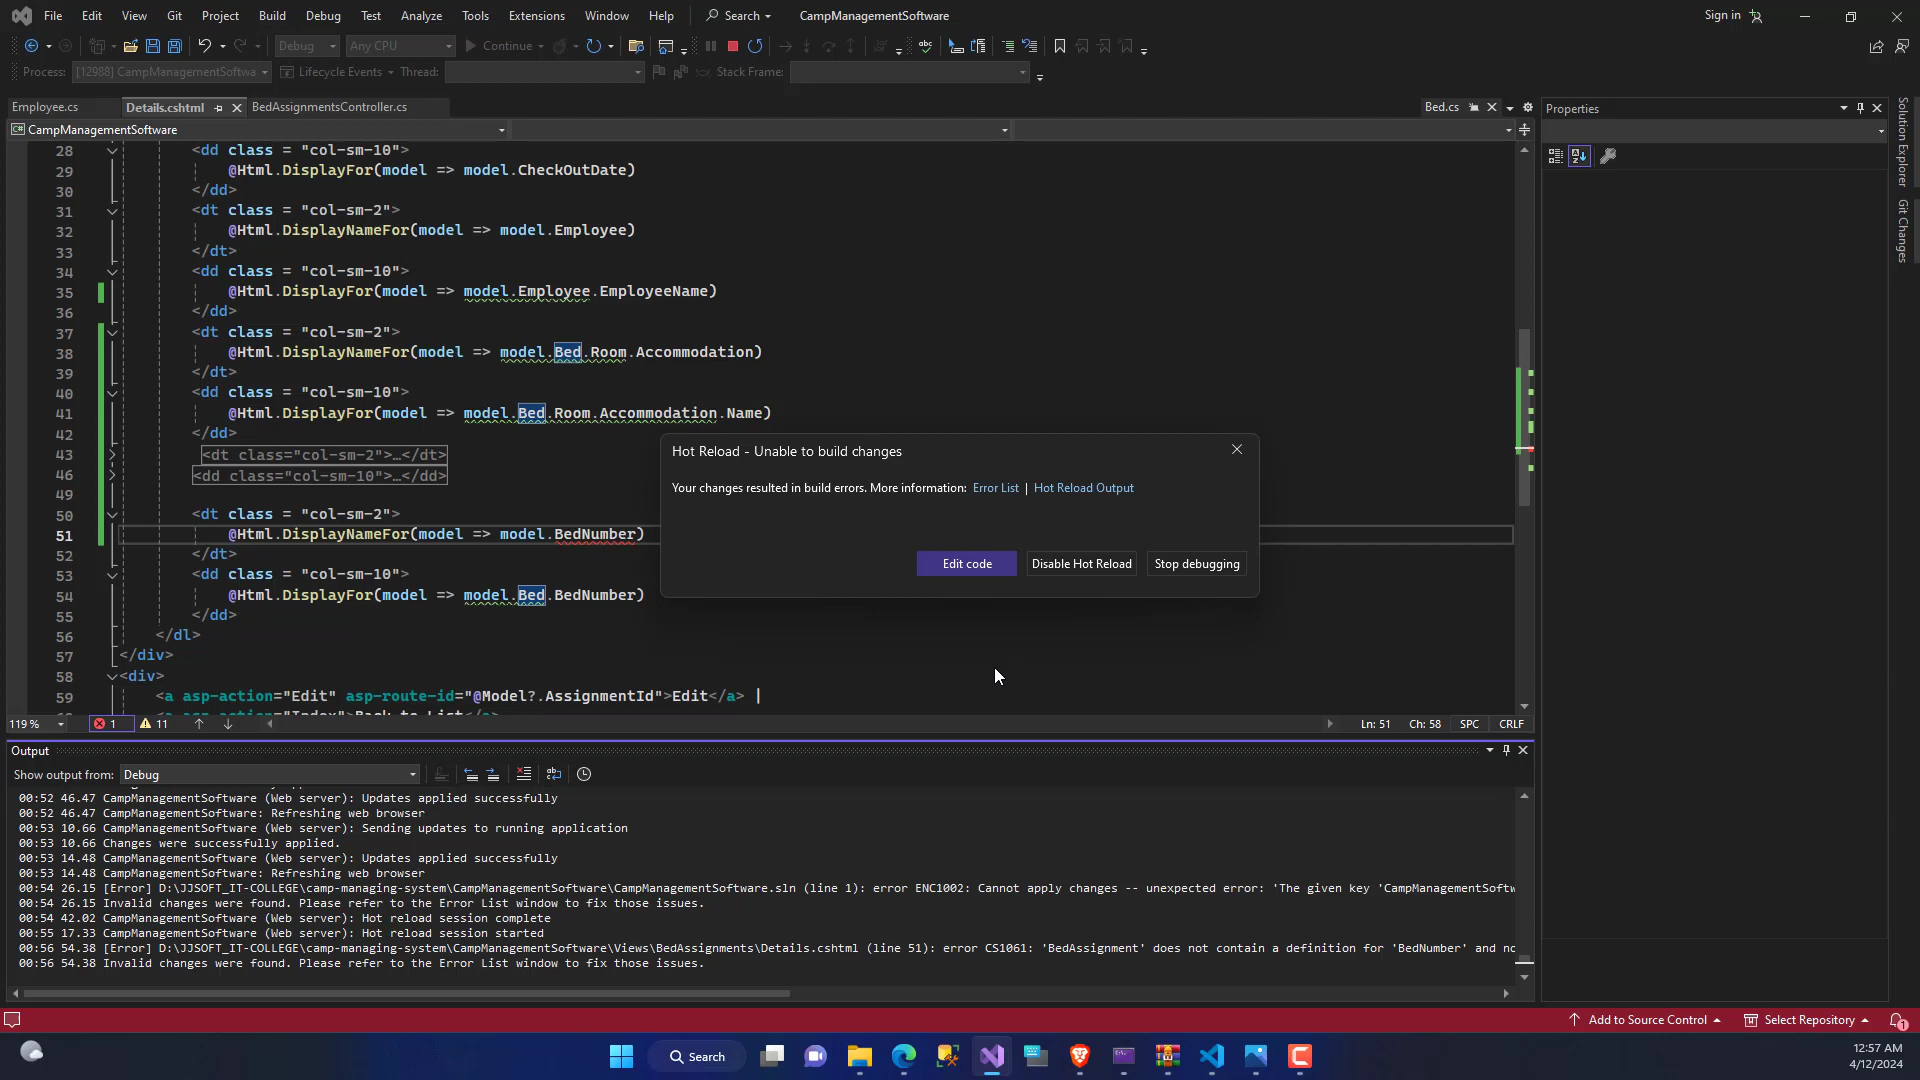 File Edit View Git Project Build Debug Test Analyze Tools Extensions Window Help Search CampManagementSoftware Sign in
Debug Any CPU Continue
Process: [12988] CampManagementSoftwa Lifecycle Events Thread: Stack Frame:
Employee.cs Details.cshtml BedAssignmentsController.cs Bed.cs Properties
CampManagementSoftware
28 <dd class = "col-sm-10">
29 @Html.DisplayFor(model => model.CheckOutDate)
30 </dd>
31 <dt class = "col-sm-2">
32 @Html.DisplayNameFor(model => model.Employee)
33 </dt>
34 <dd class = "col-sm-10">
35 @Html.DisplayFor(model => model.Employee.EmployeeName)
36 </dd>
37 <dt class = "col-sm-2">
38 @Html.DisplayNameFor(model => model.Bed.Room.Accommodation)
39 </dt>
40 <dd class = "col-sm-10">
41 @Html.DisplayFor(model => model.Bed.Room.Accommodation.Name)
42 </dd>
43 <dt class="col-sm-2">…</dt>
46 <dd class="col-sm-10">…</dd>
49
50 <dt class = "col-sm-2">
51 @Html.DisplayNameFor(model => model.BedNumber)
52 </dt>
53 <dd class = "col-sm-10">
54 @Html.DisplayFor(model => model.Bed.BedNumber)
55 </dd>
56 </dl>
57 </div>
58 <div>
59 <a asp-action="Edit" asp-route-id="@Model?.AssignmentId">Edit</a> |
Hot Reload - Unable to build changes
Your changes resulted in build errors. More information: Error List | Hot Reload Output
Edit code Disable Hot Reload Stop debugging
Solution Explorer
Git Changes
119 % 1 11 Ln: 51 Ch: 58 SPC CRLF
Output
Show output from: Debug
00:52 46.47 CampManagementSoftware (Web server): Updates applied successfully
00:52 46.47 CampManagementSoftware: Refreshing web browser
00:53 10.66 CampManagementSoftware (Web server): Sending updates to running application
00:53 10.66 Changes were successfully applied.
00:53 14.48 CampManagementSoftware (Web server): Updates applied successfully
00:53 14.48 CampManagementSoftware: Refreshing web browser
00:54 26.15 [Error] D:\JJSOFT_IT-COLLEGE\camp-managing-system\CampManagementSoftware\CampManagementSoftware.sln (line 1): error ENC1002: Cannot apply changes -- unexpected error: 'The given key 'CampManagementSoftw
00:54 26.15 Invalid changes were found. Please refer to the Error List window to fix those issues.
00:54 42.02 CampManagementSoftware (Web server): Hot reload session complete
00:55 17.33 CampManagementSoftware (Web server): Hot reload session started
00:56 54.38 [Error] D:\JJSOFT_IT-COLLEGE\camp-managing-system\CampManagementSoftware\Views\BedAssignments\Details.cshtml (line 51): error CS1061: 'BedAssignment' does not contain a definition for 'BedNumber' and no
00:56 54.38 Invalid changes were found. Please refer to the Error List window to fix those issues.
Add to Source Control Select Repository 1
Search
12:57 AM
4/12/2024